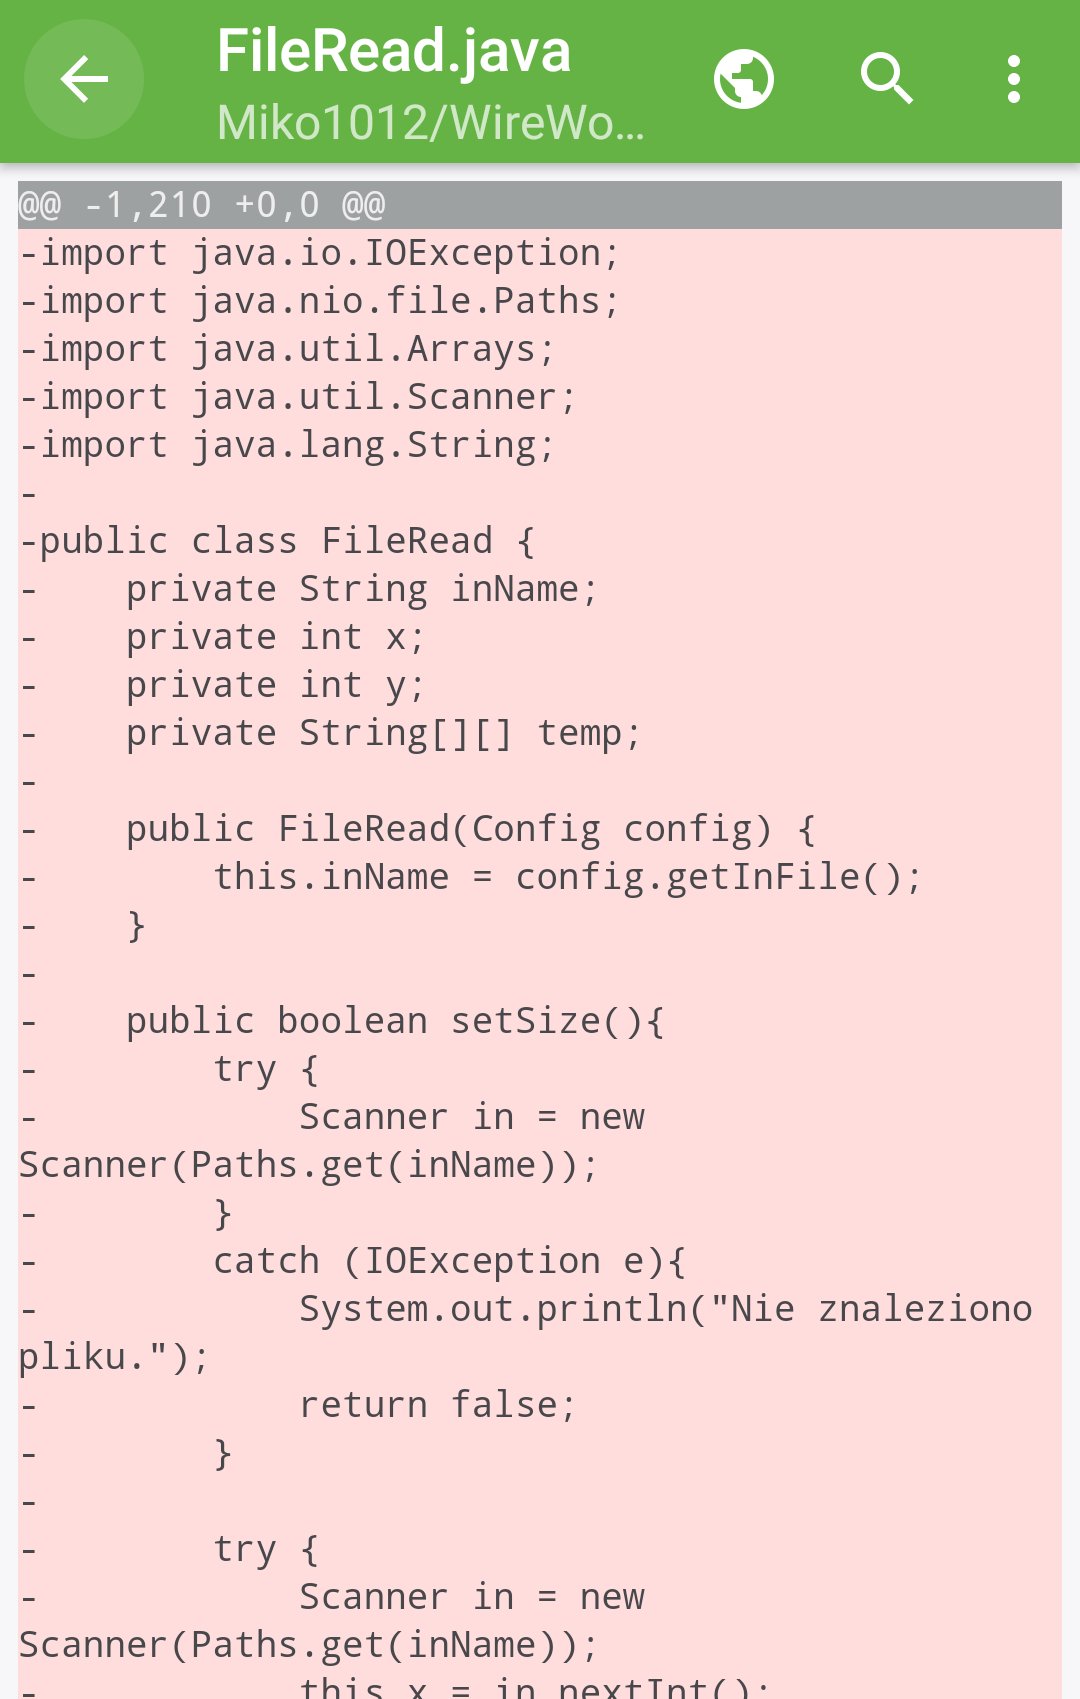 FileRead.java
Miko1012/WireWo...
@@ -1,210 +0,0 @@
-import java.io.IOException;
-import java.nio.file.Paths;
-import java.util.Arrays;
-import java.util.Scanner;
-import java.lang.String;
-
-public class FileRead {
-    private String inName;
-    private int x;
-    private int y;
-    private String[][] temp;
-
-    public FileRead(Config config) {
-        this.inName = config.getInFile();
-    }
-
-    public boolean setSize(){
-        try {
-            Scanner in = new
Scanner(Paths.get(inName));
-        }
-        catch (IOException e){
-            System.out.println("Nie znaleziono
pliku.");
-            return false;
-        }
-
-        try {
-            Scanner in = new
Scanner(Paths.get(inName));
-            this.x = in.nextInt();